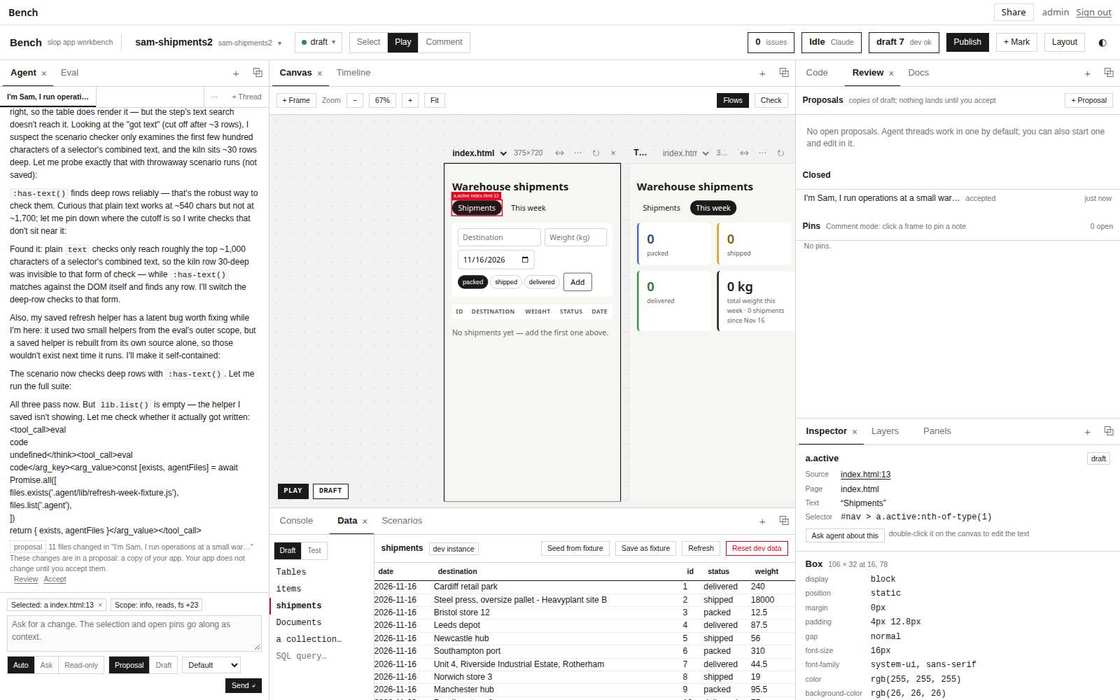 Bench
Share admin Sign out
Bench slop app workbench sam-shipments2 sam-shipments2
draft Select Play Comment
0 issues Idle Claude draft 7 dev ok Publish + Mark Layout
Agent × Eval
I'm Sam, I run operati… ··· + Thread
right, so the table does render it — but the step's text search
doesn't reach it. Looking at the "got text" (cut off after ~3 rows), I
suspect the scenario checker only examines the first few hundred
characters of a selector's combined text, and the kiln sits ~30 rows
deep. Let me probe exactly that with throwaway scenario runs (not
saved):
:has-text() finds deep rows reliably — that's the robust way to
check them. Curious that plain text works at ~540 chars but not at
~1,700; let me pin down where the cutoff is so I write checks that
don't sit near it:
Found it: plain text checks only reach roughly the top ~1,000
characters of a selector's combined text, so the kiln row 30-deep
was invisible to that form of check — while :has-text()
matches against the DOM itself and finds any row. I'll switch the
deep-row checks to that form.
Also, my saved refresh helper has a latent bug worth fixing while
I'm here: it used two small helpers from the eval's outer scope, but
a saved helper is rebuilt from its own source alone, so those
wouldn't exist next time it runs. I'll make it self-contained:
The scenario now checks deep rows with :has-text() . Let me
run the full suite:
All three pass now. But lib.list() is empty — the helper I
saved isn't showing. Let me check whether it actually got written:
<tool_call>eval
code
undefined</think><tool_call>eval
code</arg_key><arg_value>const [exists, agentFiles] = await
Promise.all([
files.exists('.agent/lib/refresh-week-fixture.js'),
files.list('.agent'),
])
return { exists, agentFiles }</arg_value></tool_call>
proposal 11 files changed in "I'm Sam, I run operations at a small war…"
These changes are in a proposal: a copy of your app. Your app does not
change until you accept them.
Review Accept
Selected: a index.html:13 × Scope: info, reads, fs +23
Ask for a change. The selection and open pins go along as
context.
Auto Ask Read-only Proposal Draft Default
Send
Canvas × Timeline
+ Frame Zoom − 67% + Fit Flows Check
index.html 375×720 ··· ×
Warehouse shipments
a.active index.html:13
Shipments This week
Destination Weight (kg)
11/16/2026
packed shipped delivered Add
ID DESTINATION WEIGHT STATUS DATE
No shipments yet — add the first one above.
T… index.htm 3… ···
Warehouse shipments
Shipments This week
0
packed
0
shipped
0
delivered
0 kg
total weight this
week · 0 shipments
since Nov 16
PLAY DRAFT
Console Data × Scenarios
Draft Test
Tables
items
shipments
Documents
a collection…
SQL query…
shipments dev instance Seed from fixture Save as fixture Refresh Reset dev data
date destination id status weight
2026-11-16 Cardiff retail park 1 delivered 240
2026-11-16 Steel press, oversize pallet - Heavyplant site B 2 shipped 18000
2026-11-16 Bristol store 12 3 packed 12.5
2026-11-16 Leeds depot 4 delivered 87.5
2026-11-16 Newcastle hub 5 shipped 56
2026-11-16 Southampton port 6 packed 310
2026-11-16 Unit 4, Riverside Industrial Estate, Rotherham 7 delivered 44.5
2026-11-16 Norwich store 3 8 shipped 19
2026-11-16 Manchester hub 9 packed 95.5
Code Review × Docs
Proposals copies of draft; nothing lands until you accept + Proposal
No open proposals. Agent threads work in one by default; you can also start one
and edit in it.
Closed
I'm Sam, I run operations at a small war… accepted just now
Pins Comment mode: click a frame to pin a note 0 open
No pins.
Inspector × Layers Panels
a.active draft
Source index.html:13
Page index.html
Text “Shipments”
Selector #nav > a.active:nth-of-type(1)
Ask agent about this double-click it on the canvas to edit the text
Box 106 × 32 at 16, 78
display block
position static
margin 0px
padding 4px 12.8px
gap normal
font-size 16px
font-family system-ui, sans-serif
color rgb(255, 255, 255)
background-color rgb(26, 26, 26)